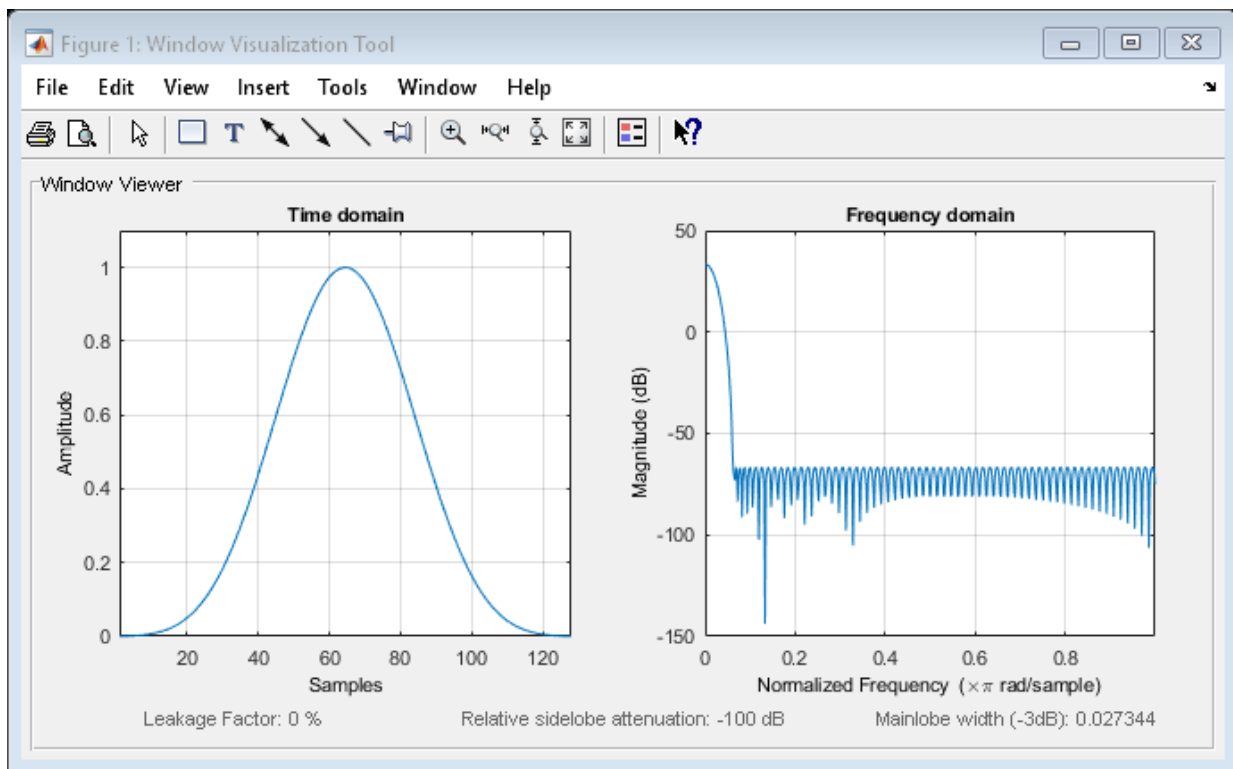 Figure 1: Window Visualization Tool
File Edit View Insert Tools Window Help
T
Window Viewer
Time domain
Amplitude
1
0.8
0.6
0.4
0.2
0
20 40 60 80 100 120
Samples
Frequency domain
Magnitude (dB)
50
0
-50
-100
-150
0 0.2 0.4 0.6 0.8
Normalized Frequency (×π rad/sample)
Leakage Factor: 0 % Relative sidelobe attenuation: -100 dB Mainlobe width (-3dB): 0.027344